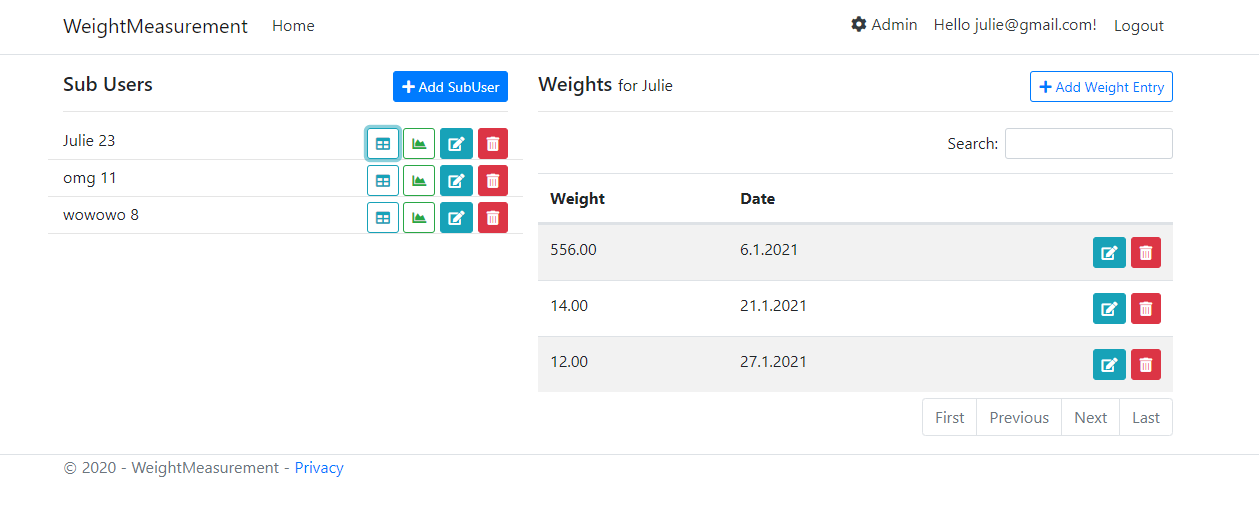 WeightMeasurement Home Admin Hello julie@gmail.com! Logout
Sub Users Add SubUser
Julie 23
omg 11
wowowo 8
Weights for Julie Add Weight Entry
Search:
Weight Date
556.00 6.1.2021
14.00 21.1.2021
12.00 27.1.2021
First Previous Next Last
© 2020 - WeightMeasurement - Privacy